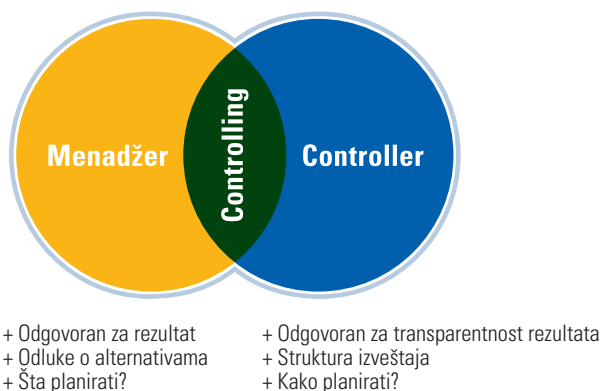 Menadžer
Controlling
Controller
+ Odgovoran za rezultat
+ Odluke o alternativama
+ Šta planirati?
+ Odgovoran za transparentnost rezultata
+ Struktura izveštaja
+ Kako planirati?